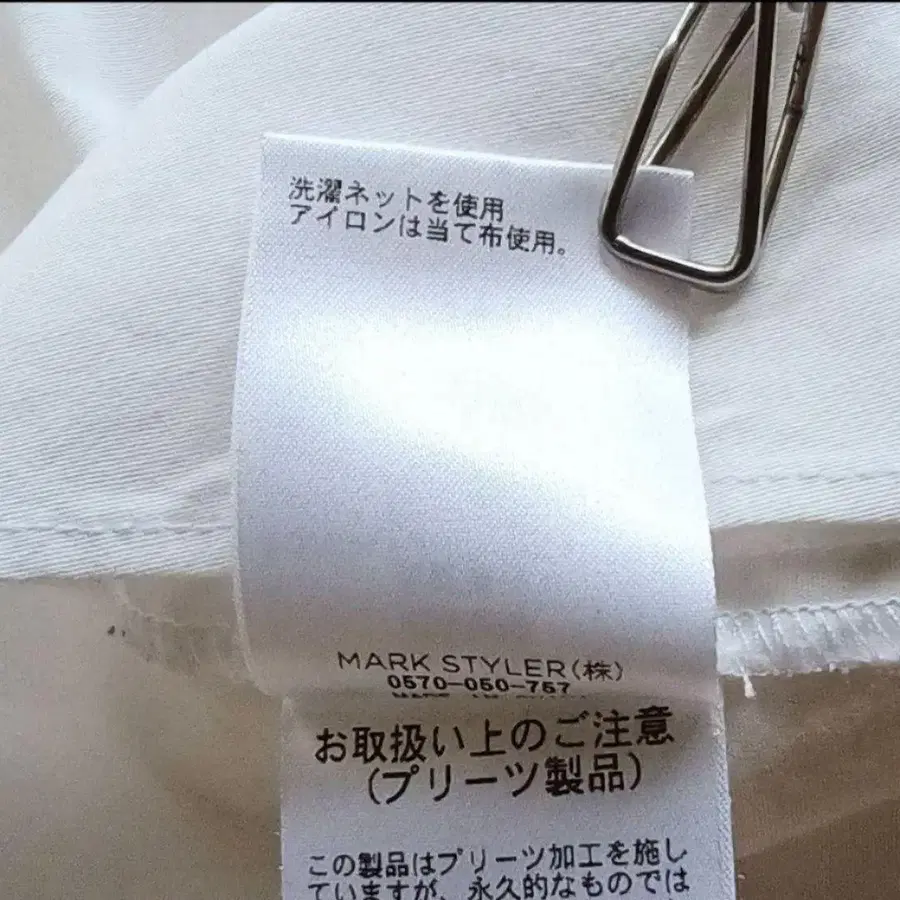 洗濯ネットを使用
アイロンは当て布使用。
MARK STYLER(株)
0570-050-757
お取扱い上のご注意
(プリーツ製品)
この製品はプリーツ加工を施し
ていますが、永久的なものでは